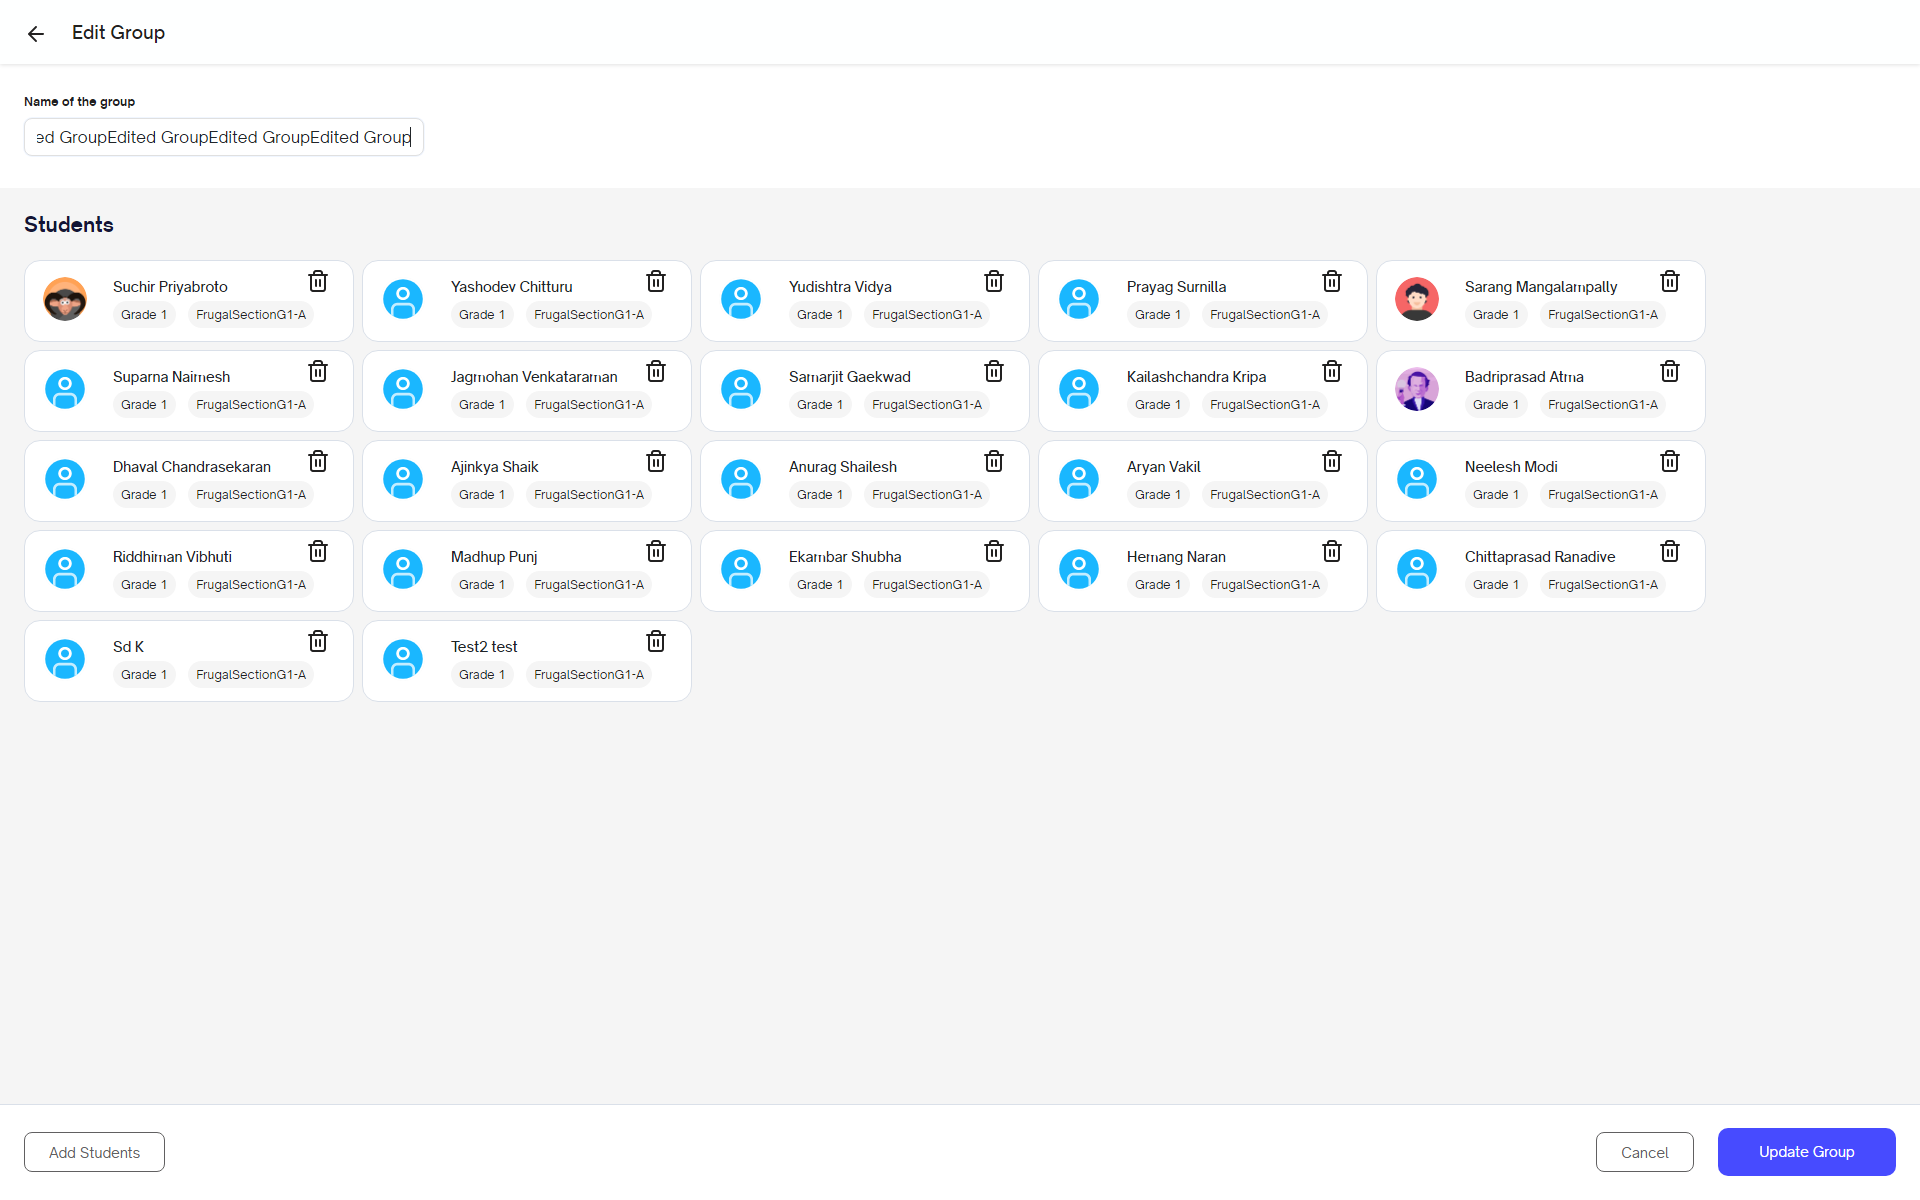 Edit Group
Name of the group
ed GroupEdited GroupEdited GroupEdited Group
Students
Suchir Priyabroto
Grade 1 FrugalSectionG1-A
Yashodev Chitturu
Grade 1 FrugalSectionG1-A
Yudishtra Vidya
Grade 1 FrugalSectionG1-A
Prayag Surnilla
Grade 1 FrugalSectionG1-A
Sarang Mangalampally
Grade 1 FrugalSectionG1-A
Suparna Naimesh
Grade 1 FrugalSectionG1-A
Jagmohan Venkataraman
Grade 1 FrugalSectionG1-A
Samarjit Gaekwad
Grade 1 FrugalSectionG1-A
Kailashchandra Kripa
Grade 1 FrugalSectionG1-A
Badriprasad Atma
Grade 1 FrugalSectionG1-A
Dhaval Chandrasekaran
Grade 1 FrugalSectionG1-A
Ajinkya Shaik
Grade 1 FrugalSectionG1-A
Anurag Shailesh
Grade 1 FrugalSectionG1-A
Aryan Vakil
Grade 1 FrugalSectionG1-A
Neelesh Modi
Grade 1 FrugalSectionG1-A
Riddhiman Vibhuti
Grade 1 FrugalSectionG1-A
Madhup Punj
Grade 1 FrugalSectionG1-A
Ekambar Shubha
Grade 1 FrugalSectionG1-A
Hemang Naran
Grade 1 FrugalSectionG1-A
Chittaprasad Ranadive
Grade 1 FrugalSectionG1-A
Sd K
Grade 1 FrugalSectionG1-A
Test2 test
Grade 1 FrugalSectionG1-A
Add Students
Cancel
Update Group